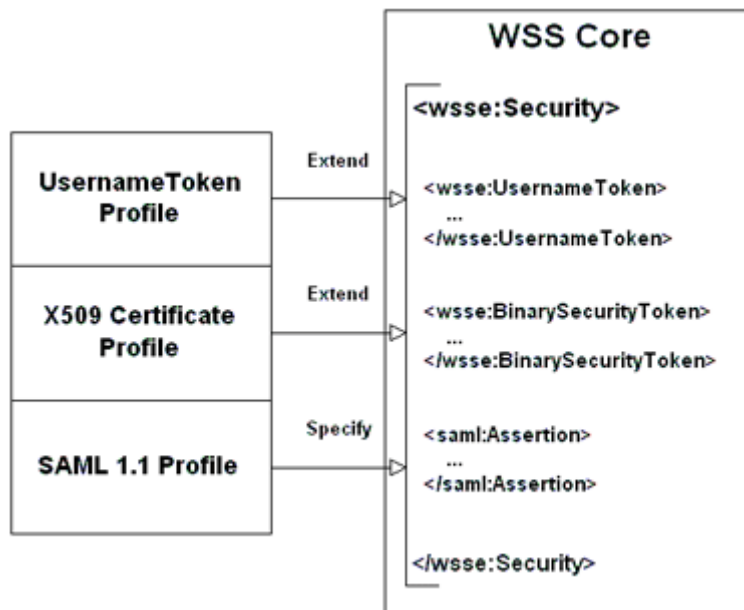 WSS Core
<wsse:Security>
UsernameToken
Profile
Extend
<wsse:UsernameToken>
...
</wsse:UsernameToken>
X509 Certificate
Profile
Extend
<wsse:BinarySecurityToken>
...
</wsse:BinarySecurityToken>
SAML 1.1 Profile
Specify
<saml:Assertion>
...
</saml:Assertion>
</wsse:Security>